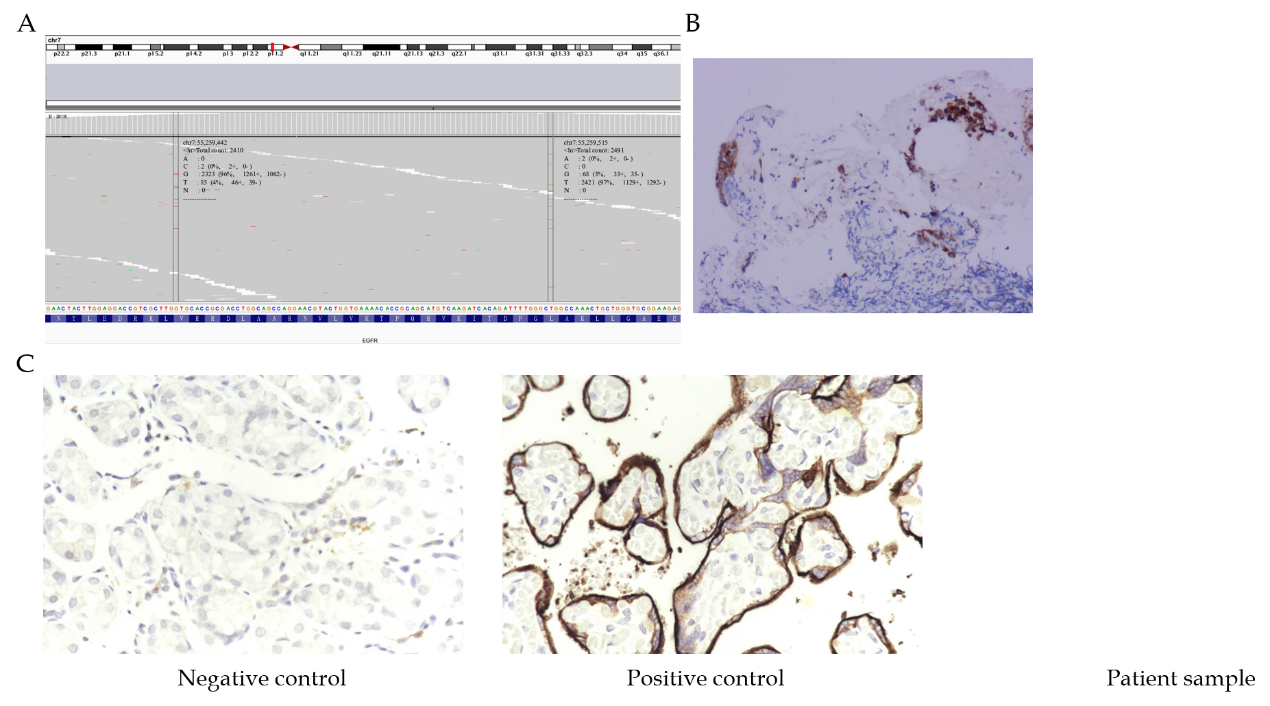 A
B
chr7
p22.2 p21.3 p21.1 p15.2 p14.2 p13 p12.2 p11.2 q11.21 q11.23 q21.11 q21.13 q21.3 q22.1 q31.1 q31.31 q31.33 q32.3 q34 q35 q36.1
chr7:55,259,442
<hr>Total count: 2410
A : 0
C : 2 (0%, 2+, 0- )
G : 2323 (96%, 1261+, 1062- )
T : 85 (4%, 46+, 39- )
N : 0
---------------
chr7:55,259,515
<hr>Total count: 2491
A : 2 (0%, 2+, 0- )
C : 0
G : 68 (3%, 33+, 35- )
T : 2421 (97%, 1129+, 1292- )
N : 0
---------------
GAACTACTTGGAGGACCGTCGCTTGGTGCACCGCGACCTGGCAGCCAGGAACGTACTGGTGAAAACACCGCAGCATGTCAAGATCACAGATTTTGGGCTGGCCAAACTGCTGGGTGCGGAAGAG
N Y L E D R R L V H R D L A A R N V L V K T P Q H V K I T D F G L A K L L G A E E
EGFR
C
Negative control
Positive control
Patient sample